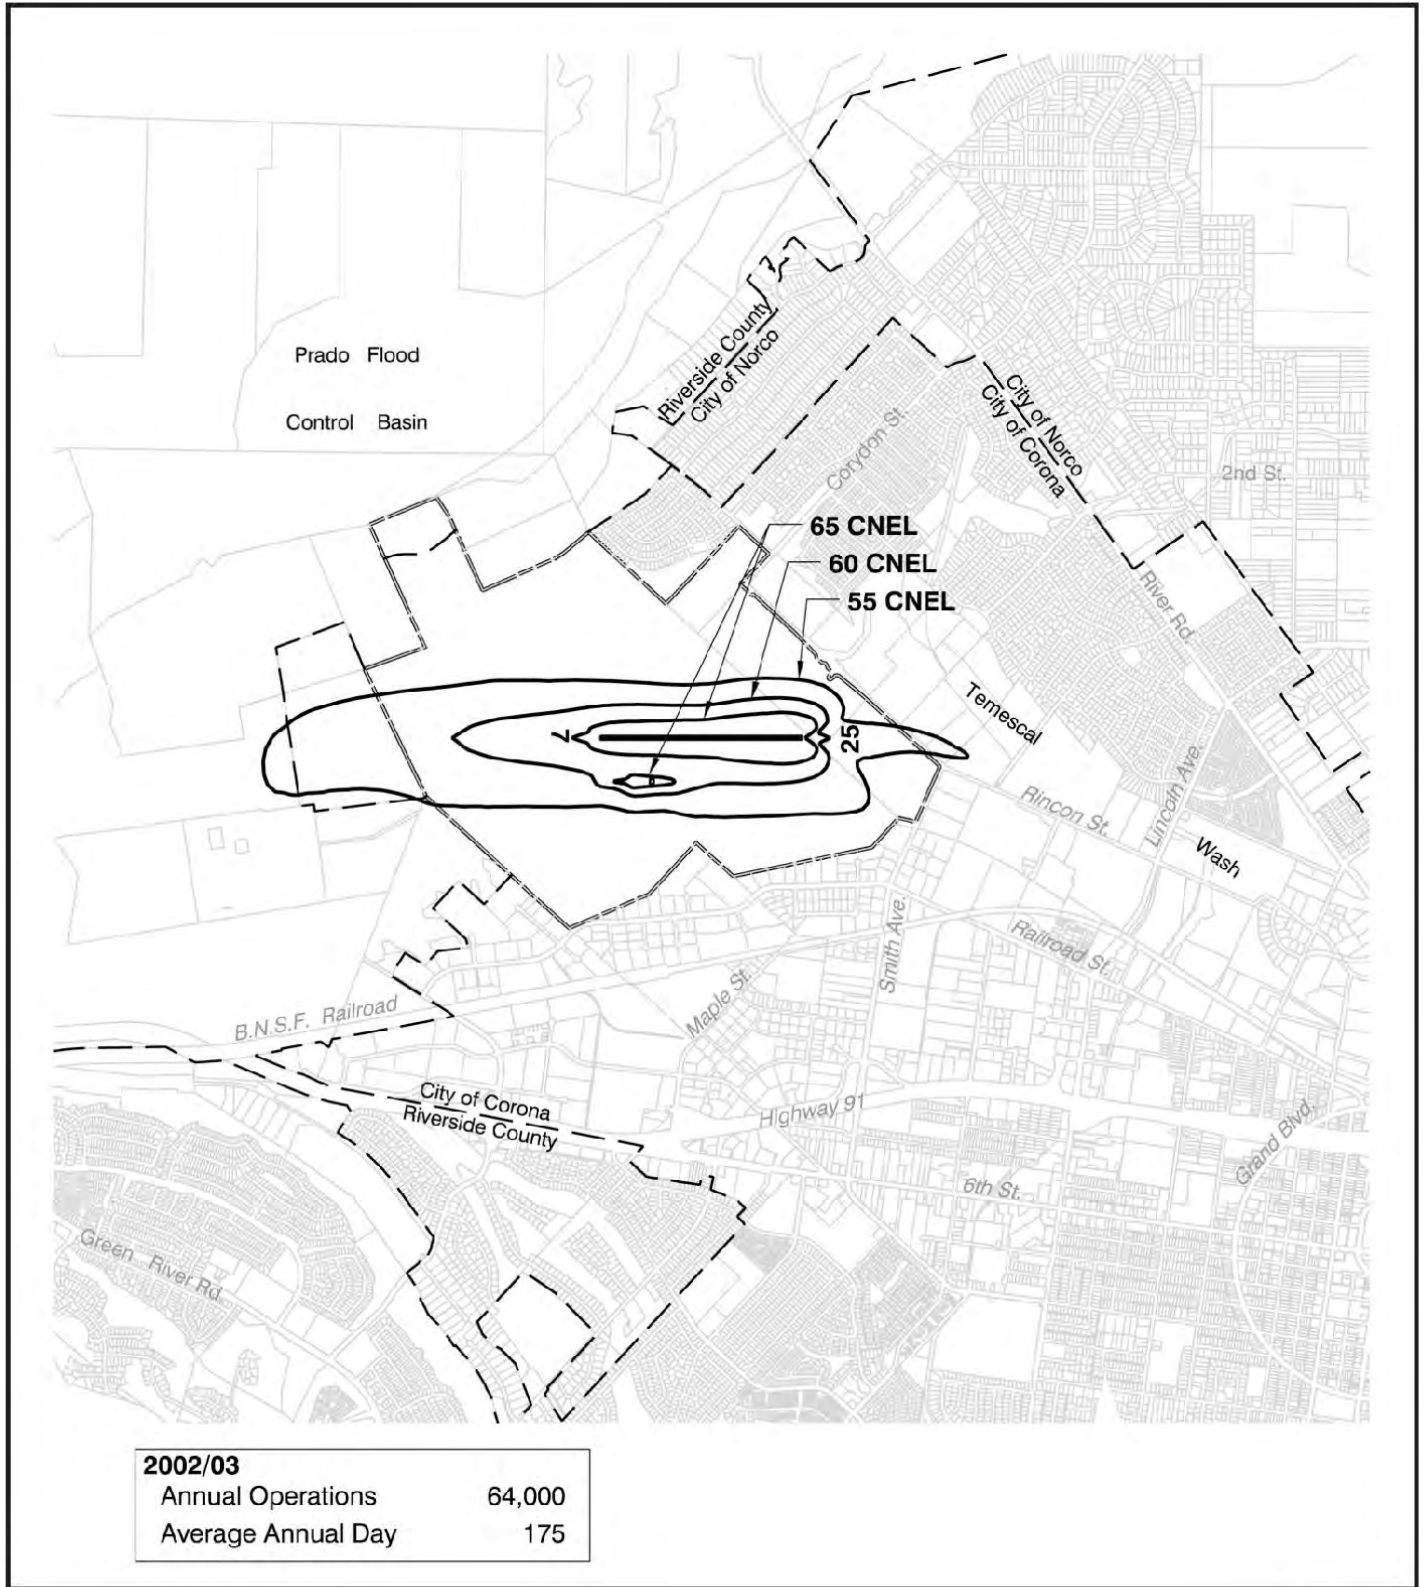 Prado Flood
Control Basin
Riverside County
City of Norco
Corydon St.
City of Norco
City of Corona
2nd St.
65 CNEL
60 CNEL
55 CNEL
River Rd.
Temescal
7
25
Rincon St.
Lincoln Ave.
Wash
Smith Ave.
Railroad St.
Maple St.
B.N.S.F. Railroad
City of Corona
Riverside County
Highway 91
Grand Blvd.
6th St.
Green River Rd.
2002/03
Annual Operations 64,000
Average Annual Day 175